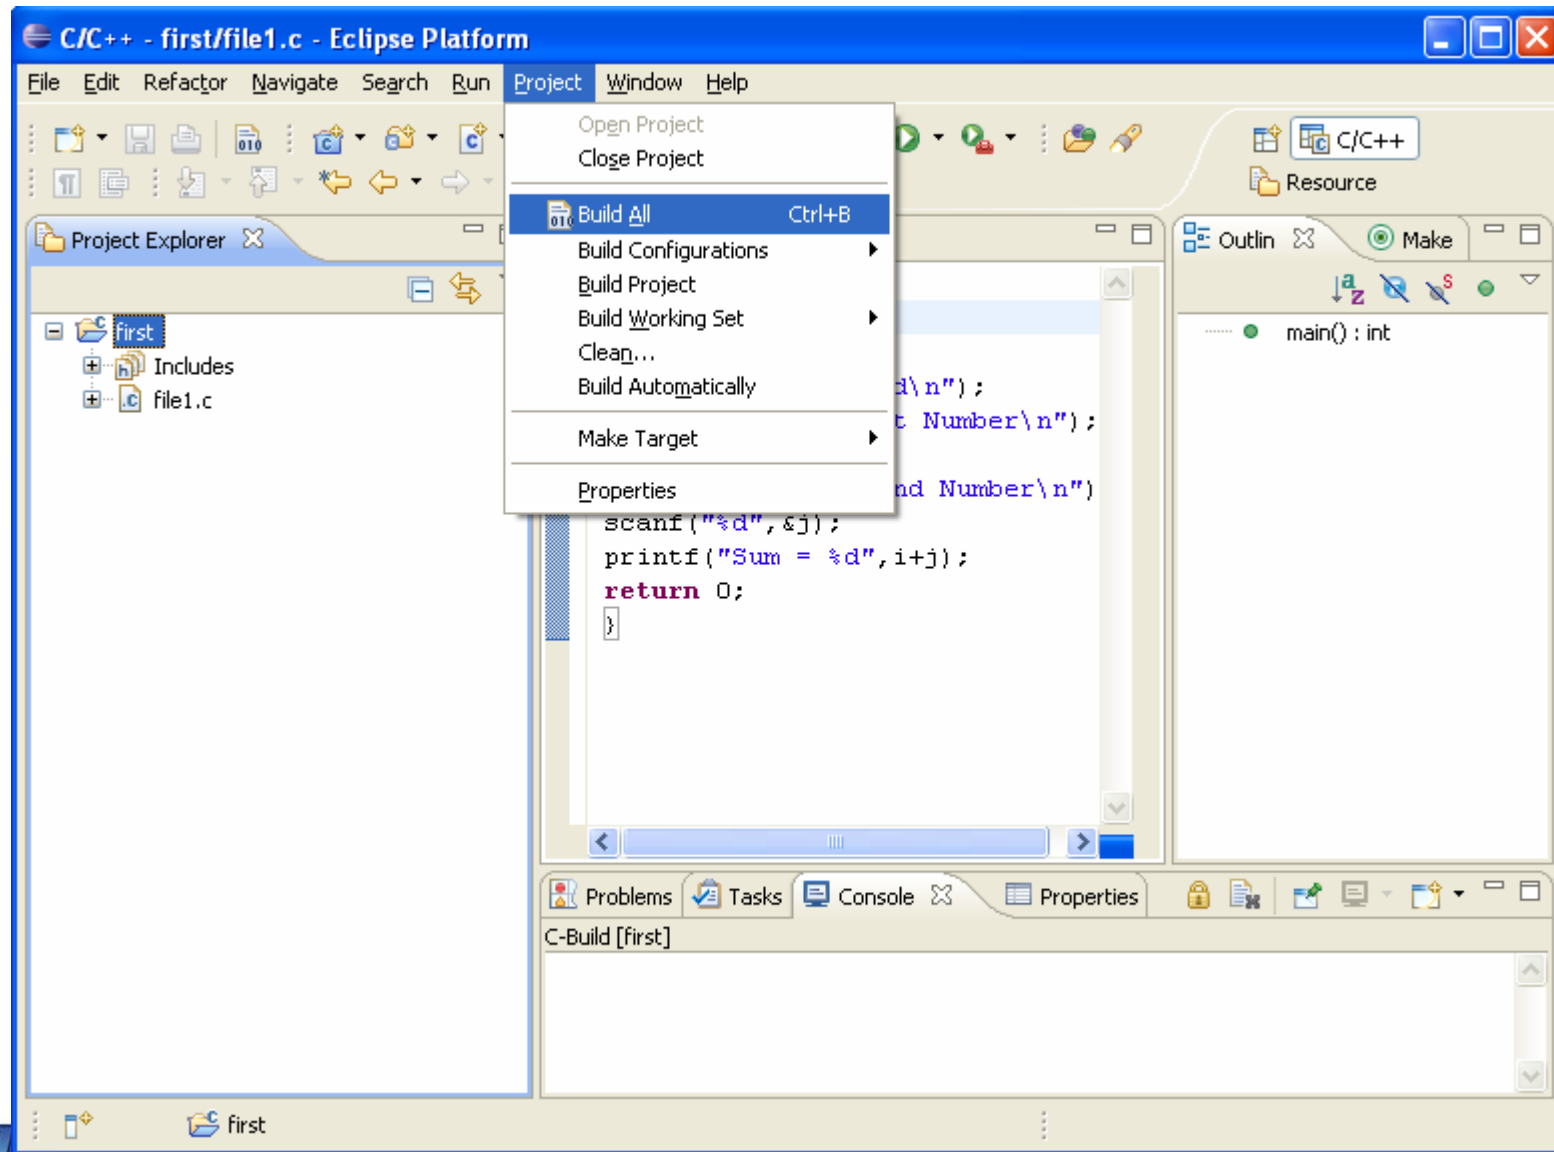 C/C++ - first/file1.c - Eclipse Platform
File Edit Refactor Navigate Search Run Project Window Help
Open Project
Close Project
Build All Ctrl+B
Build Configurations
Build Project
Build Working Set
Clean...
Build Automatically
Make Target
Properties
C/C++
Resource
Project Explorer
first
Includes
file1.c
d\n");
t Number\n");
nd Number\n")
scanf("%d",&j);
printf("Sum = %d",i+j);
return 0;
}
Outlin Make
main() : int
Problems Tasks Console Properties
C-Build [first]
first